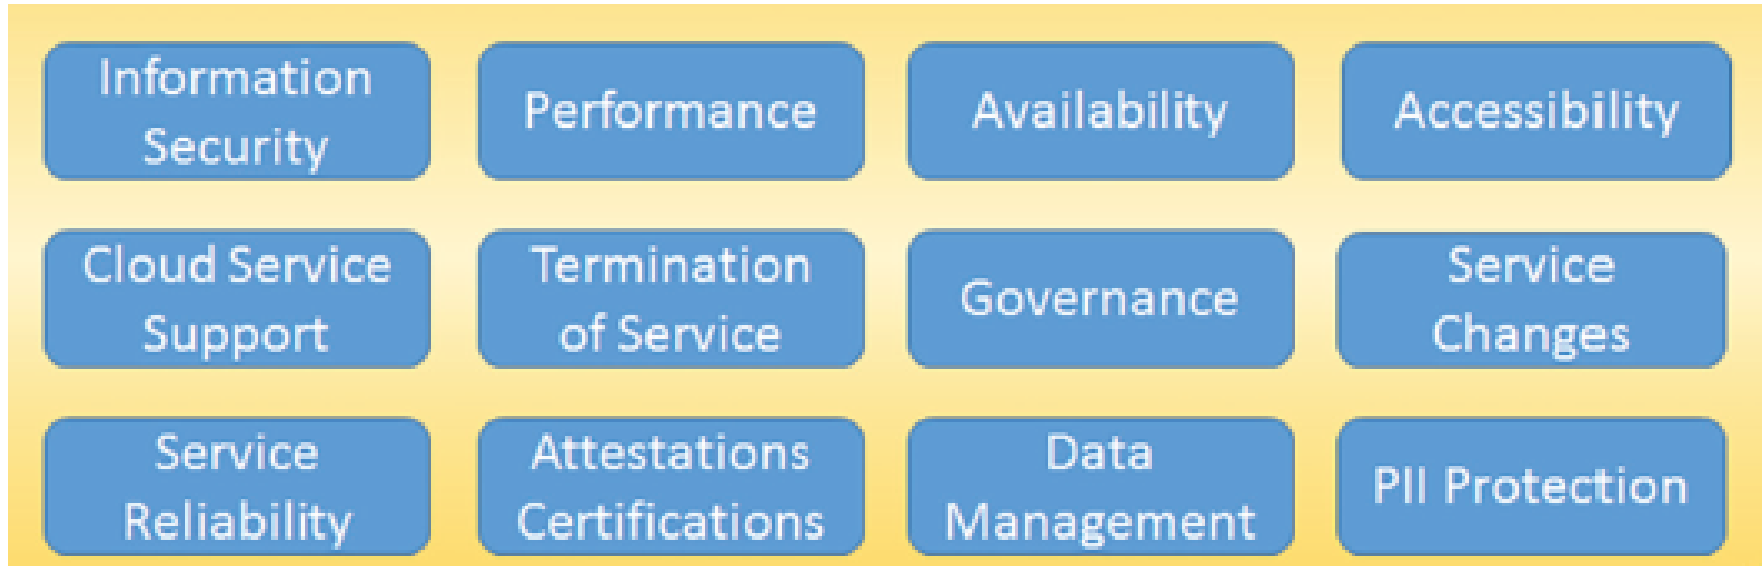 Information
Security
Performance
Availability
Accessibility
Cloud Service
Support
Termination
of Service
Governance
Service
Changes
Service
Reliability
Attestations
Certifications
Data
Management
PII Protection